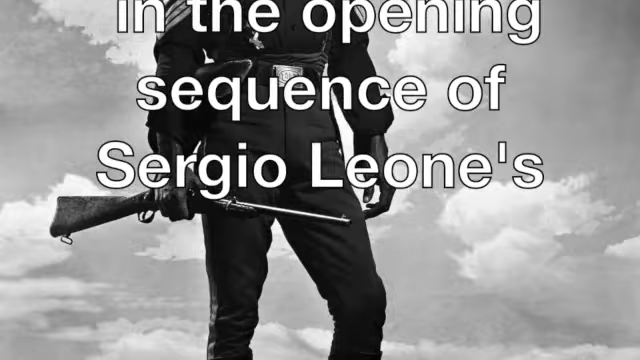 in the opening
sequence of
Sergio Leone's